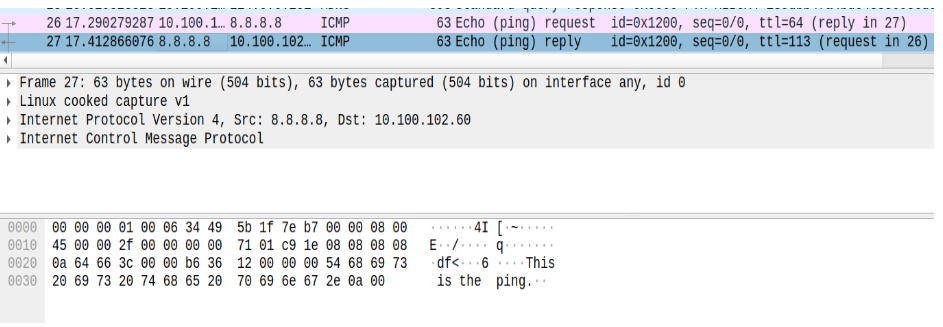 26 17.290279287 10.100.1… 8.8.8.8 ICMP 63 Echo (ping) request id=0x1200, seq=0/0, ttl=64 (reply in 27)
27 17.412866076 8.8.8.8 10.100.102… ICMP 63 Echo (ping) reply id=0x1200, seq=0/0, ttl=113 (request in 26)
Frame 27: 63 bytes on wire (504 bits), 63 bytes captured (504 bits) on interface any, id 0
Linux cooked capture v1
Internet Protocol Version 4, Src: 8.8.8.8, Dst: 10.100.102.60
Internet Control Message Protocol
0000 00 00 00 01 00 06 34 49 5b 1f 7e b7 00 00 08 00 ······4I [·~·····
0010 45 00 00 2f 00 00 00 00 71 01 c9 1e 08 08 08 08 E··/···· q·······
0020 0a 64 66 3c 00 00 b6 36 12 00 00 00 54 68 69 73 ·df<···6 ····This
0030 20 69 73 20 74 68 65 20 70 69 6e 67 2e 0a 00 is the ping.··